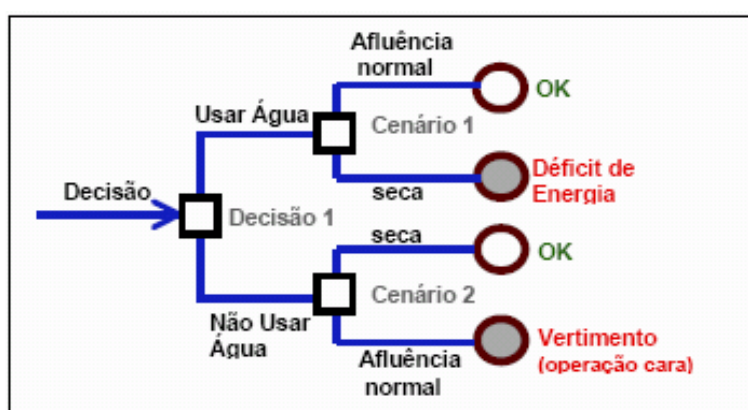 Afluência
normal
OK
Usar Água
Cenário 1
Decisão
seca
Déficit de
Energia
Decisão 1
seca
OK
Cenário 2
Não Usar
Água
Vertimento
(operação cara)
Afluência
normal